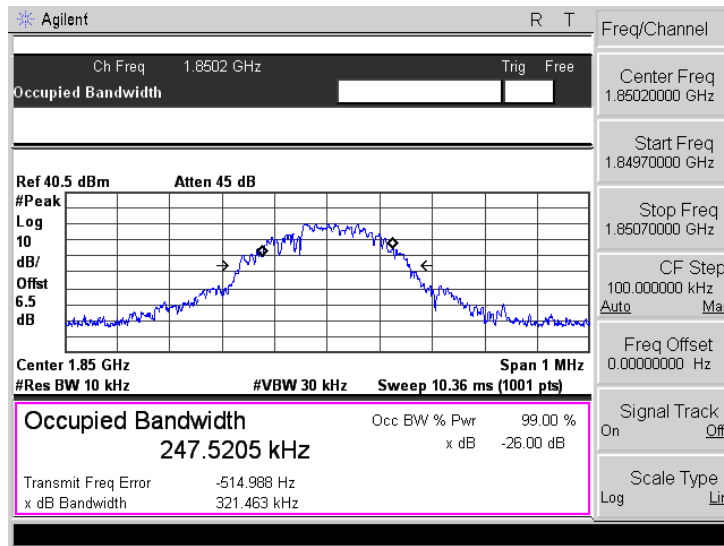 Agilent R T
Ch Freq 1.8502 GHz Trig Free
Occupied Bandwidth
Ref 40.5 dBm Atten 45 dB
#Peak
Log
10
dB/
Offst
6.5
dB
Center 1.85 GHz Span 1 MHz
#Res BW 10 kHz #VBW 30 kHz Sweep 10.36 ms (1001 pts)
Occupied Bandwidth Occ BW % Pwr 99.00 %
247.5205 kHz x dB -26.00 dB
Transmit Freq Error -514.988 Hz
x dB Bandwidth 321.463 kHz
Freq/Channel
Center Freq
1.85020000 GHz
Start Freq
1.84970000 GHz
Stop Freq
1.85070000 GHz
CF Step
100.000000 kHz
Auto Ma
Freq Offset
0.00000000 Hz
Signal Track
On Off
Scale Type
Log Lin